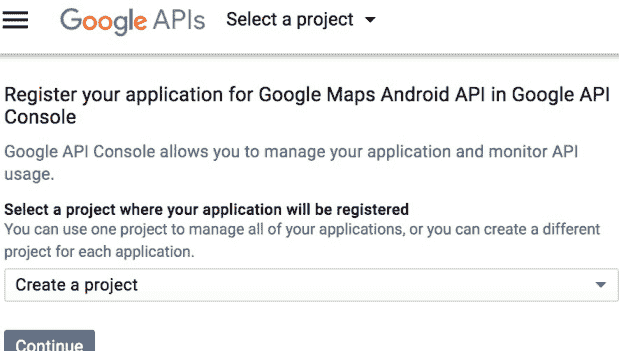 Google APIs Select a project
Register your application for Google Maps Android API in Google API
Console
Google API Console allows you to manage your application and monitor API
usage.
Select a project where your application will be registered
You can use one project to manage all of your applications, or you can create a different
project for each application.
Create a project
Continue